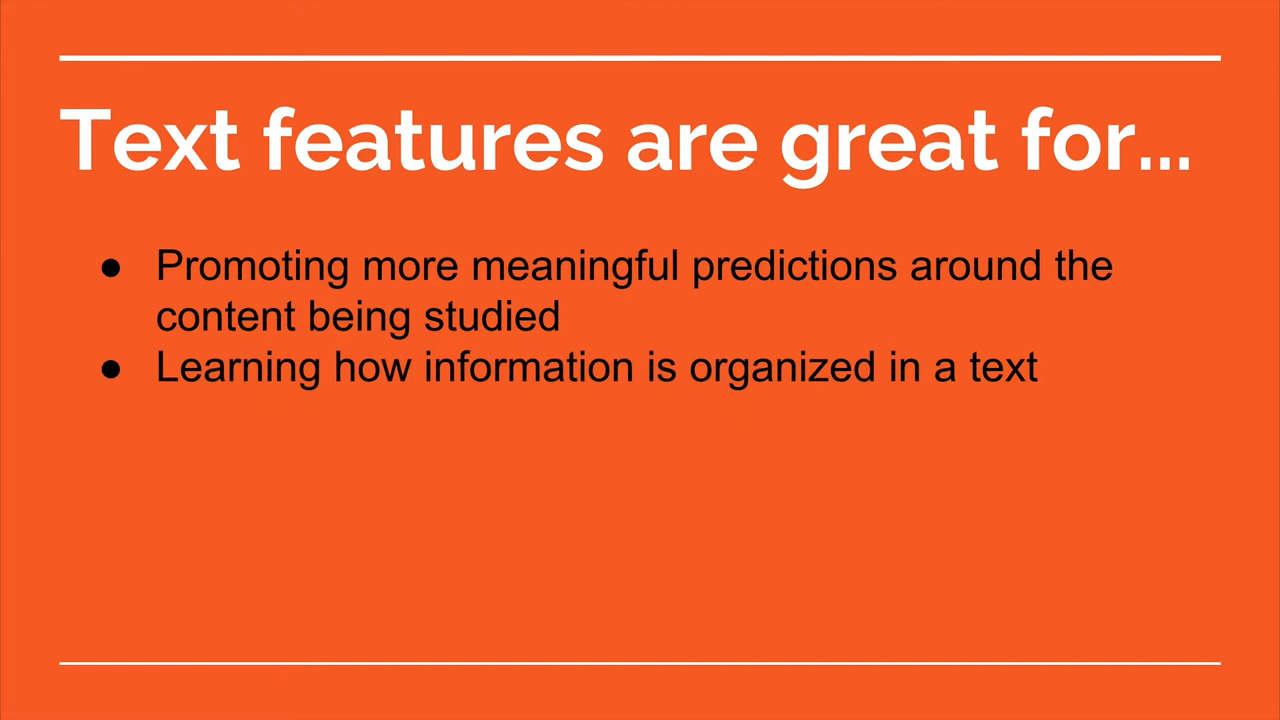 Text features are great for...
● Promoting more meaningful predictions around the
content being studied
● Learning how information is organized in a text